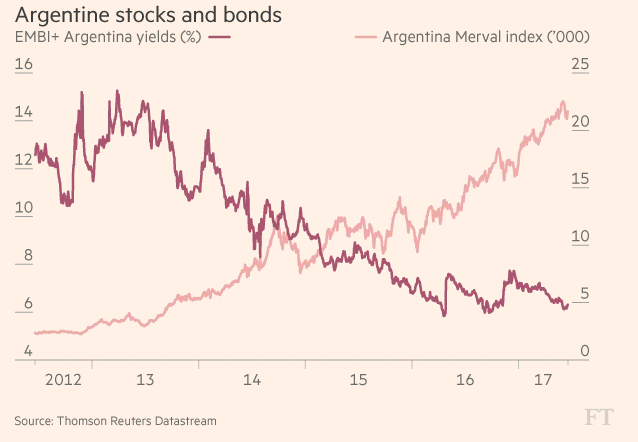 Argentine stocks and bonds
EMBI+ Argentina yields (%)
Argentina Merval index (’000)
16
14
12
10
8
6
4
25
20
15
10
5
0
2012 13 14 15 16 17
Source: Thomson Reuters Datastream
FT